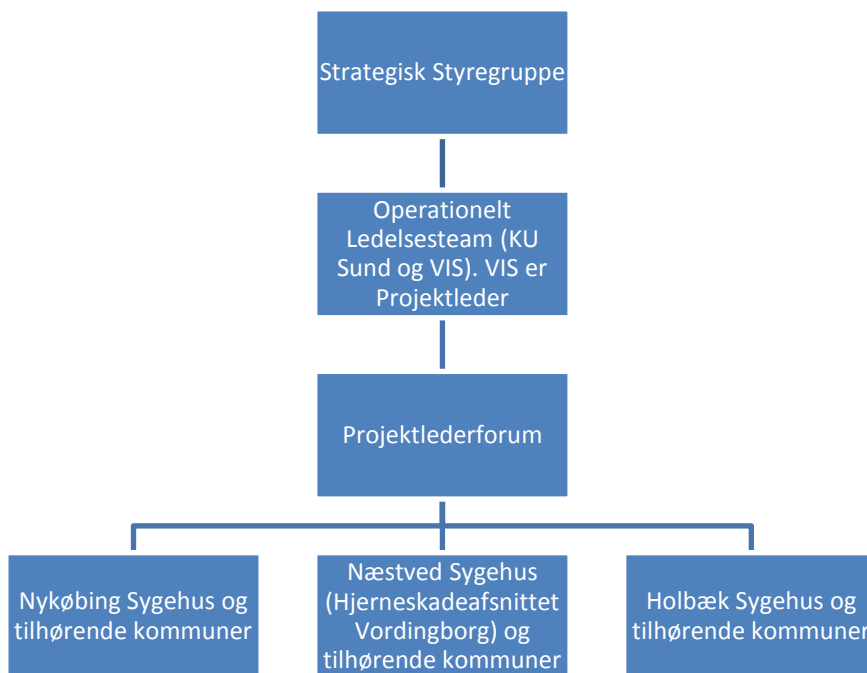 Strategisk Styregruppe
Operationelt
Ledelsesteam (KU
Sund og VIS). VIS er
Projektleder
Projektlederforum
Nykøbing Sygehus og
tilhørende kommuner
Næstved Sygehus
(Hjerneskadeafsnittet
Vordingborg) og
tilhørende kommuner
Holbæk Sygehus og
tilhørende kommuner